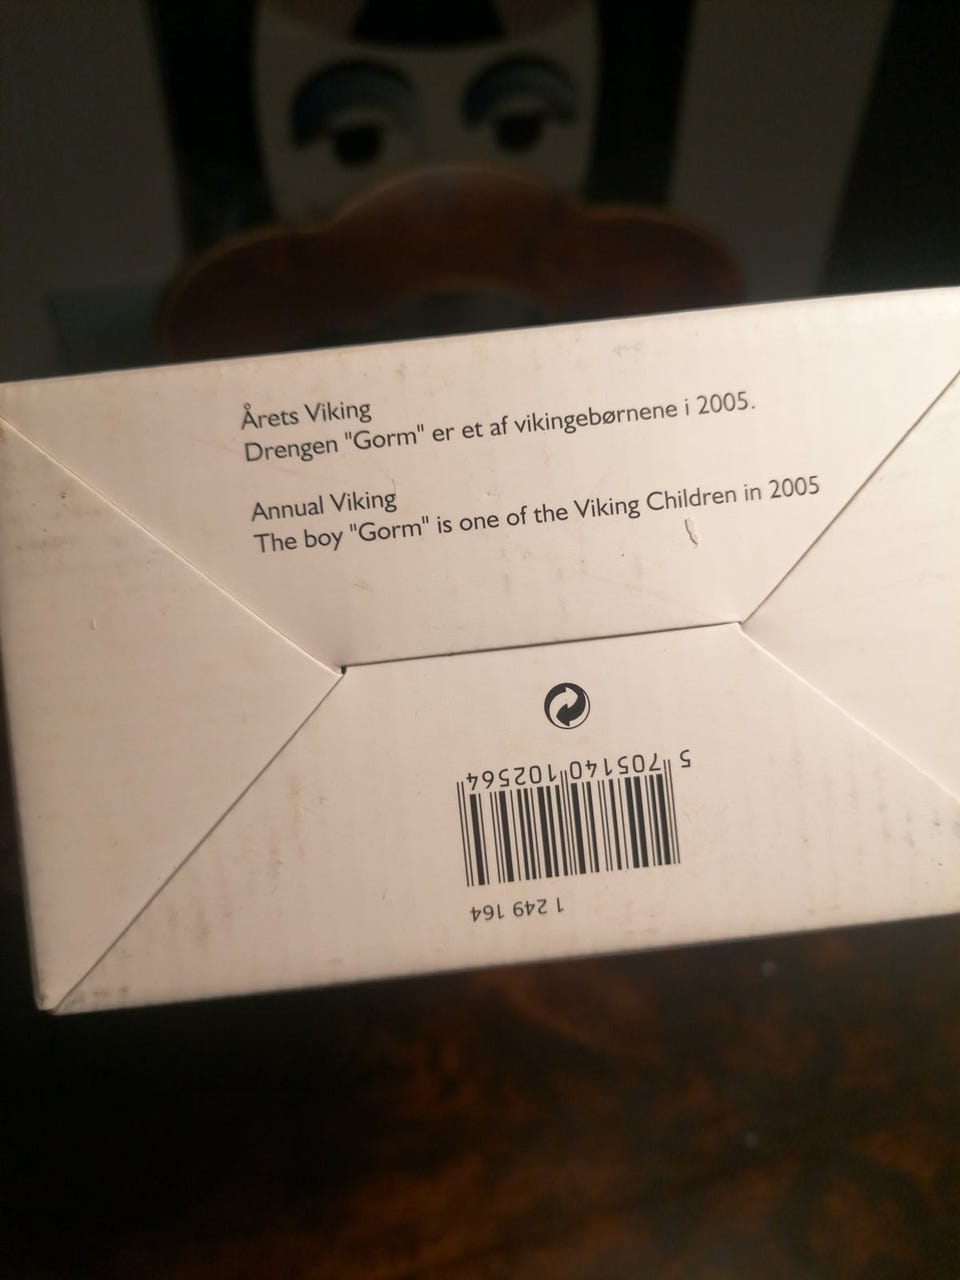 Årets Viking
Drengen "Gorm" er et af vikingebørnene i 2005.
Annual Viking
The boy "Gorm" is one of the Viking Children in 2005
5 705140 102564
1 249 164